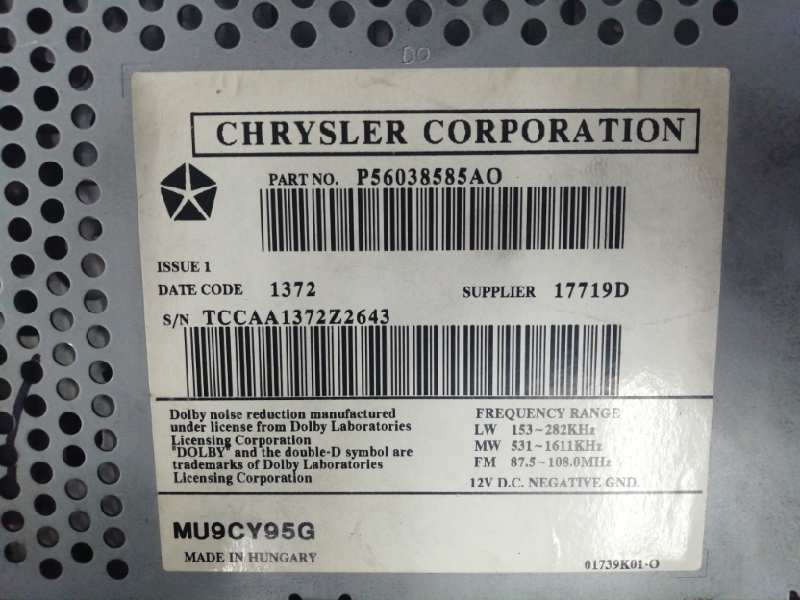 DO
CHRYSLER CORPORATION
PART NO. P56038585AO
ISSUE 1
DATE CODE 1372 SUPPLIER 17719D
S/N TCCAA1372Z2643
Dolby noise reduction manufactured
under license from Dolby Laboratories
Licensing Corporation
"DOLBY" and the double-D symbol are
trademarks of Dolby Laboratories
Licensing Corporation
FREQUENCY RANGE
LW 153~282KHz
MW 531~1611KHz
FM 87.5~108.0MHz
12V D.C. NEGATIVE GND.
MU9CY95G
MADE IN HUNGARY
01739K01-O